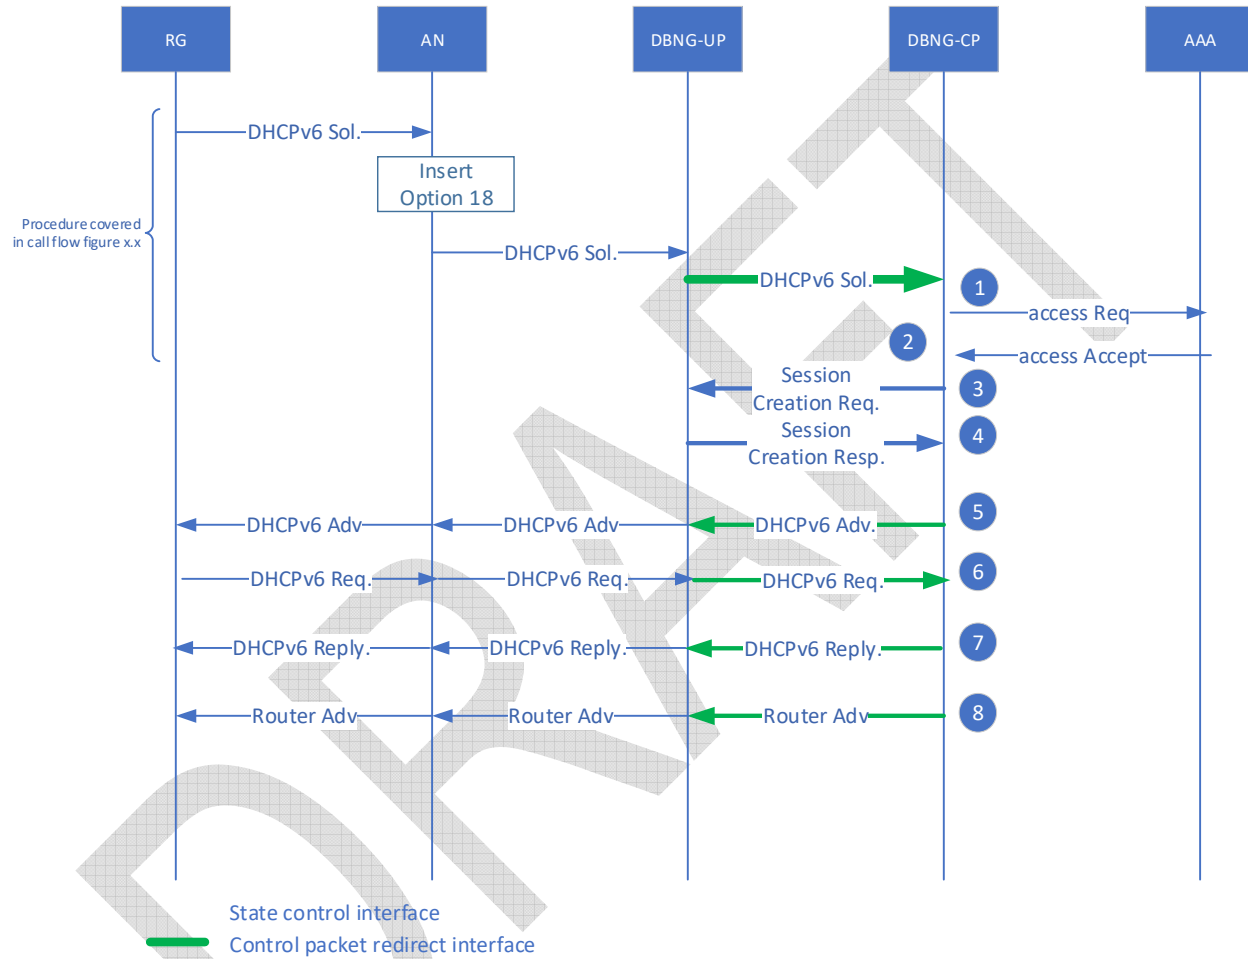 RG
AN
DBNG-UP
DBNG-CP
AAA
DHCPv6 Sol.
Insert
Option 18
Procedure covered
in call flow figure x.x
DHCPv6 Sol.
DHCPv6 Sol.
1
access Req
2
access Accept
Session
Creation Req.
3
Session
Creation Resp.
4
DHCPv6 Adv
DHCPv6 Adv
DHCPv6 Adv.
5
DHCPv6 Req.
DHCPv6 Req.
DHCPv6 Req.
6
DHCPv6 Reply.
DHCPv6 Reply.
DHCPv6 Reply.
7
Router Adv
Router Adv
Router Adv
8
State control interface
Control packet redirect interface
DRAFT